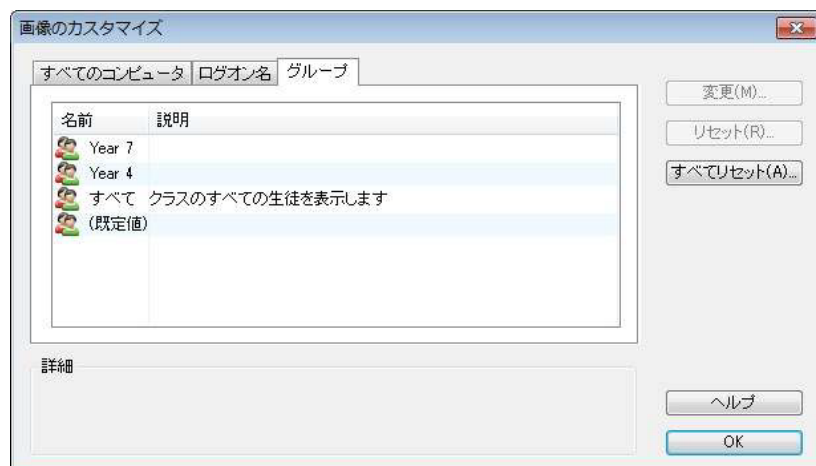 画像のカスタマイズ
すべてのコンピュータ ログオン名 グループ
名前 説明
Year 7
Year 4
すべて クラスのすべての生徒を表示します
(既定値)
変更(M)...
リセット(R)...
すべてリセット(A)...
詳細
ヘルプ
OK